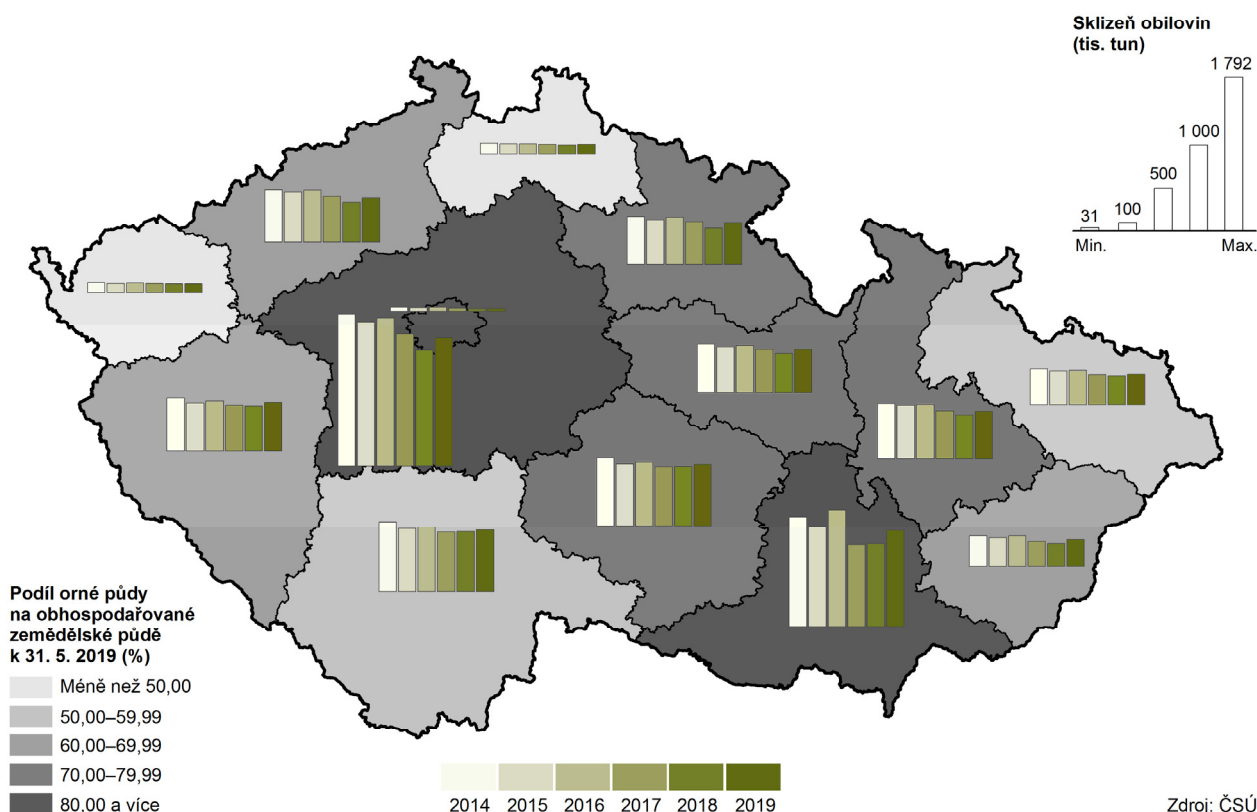 Sklizeň obilovin
(tis. tun)
1 792
1 000
500
100
31
Min.
Max.
Podíl orné půdy
na obhospodařované
zemědělské půdě
k 31. 5. 2019 (%)
Méně než 50,00
50,00–59,99
60,00–69,99
70,00–79,99
80,00 a více
2014 2015 2016 2017 2018 2019
Zdroj: ČSÚ